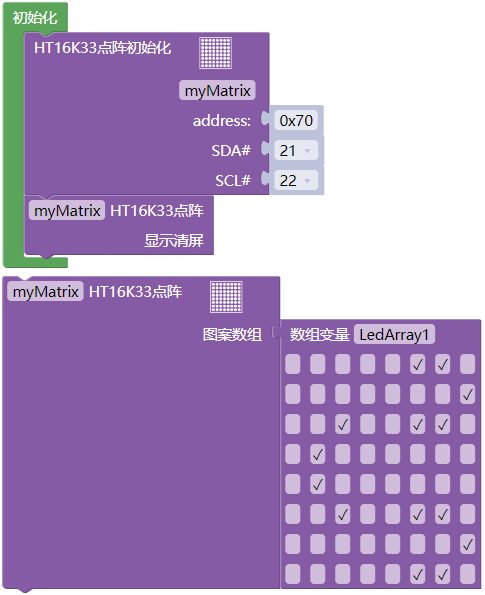 初始化
HT16K33点阵初始化
myMatrix
address: 0x70
SDA# 21
SCL# 22
myMatrix HT16K33点阵
显示清屏
myMatrix HT16K33点阵
图案数组 数组变量 LedArray1